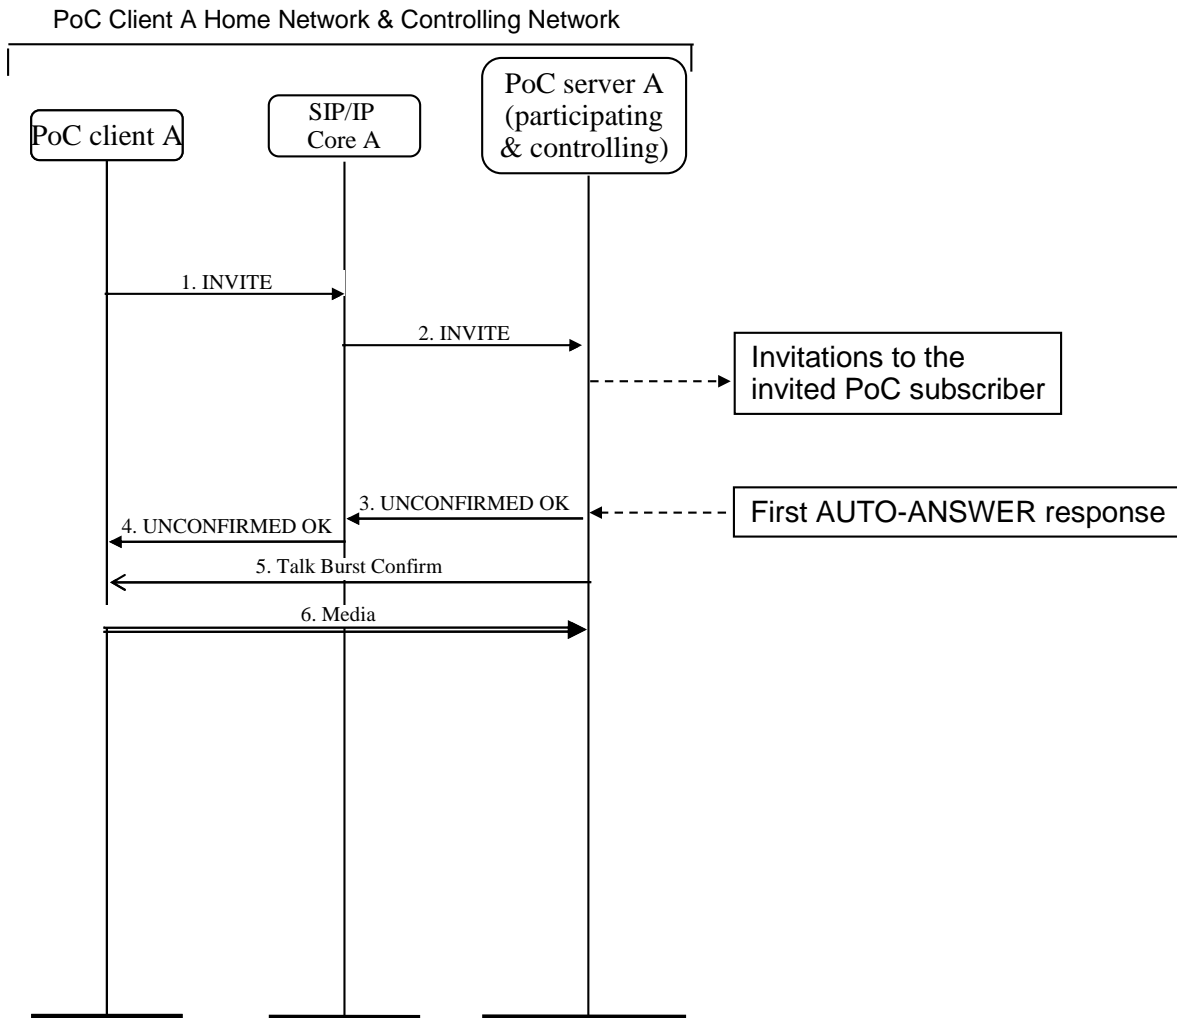 PoC Client A Home Network & Controlling Network
PoC client A
SIP/IP
Core A
PoC server A
(participating
& controlling)
1. INVITE
2. INVITE
Invitations to the
invited PoC subscriber
3. UNCONFIRMED OK
4. UNCONFIRMED OK
First AUTO-ANSWER response
5. Talk Burst Confirm
6. Media